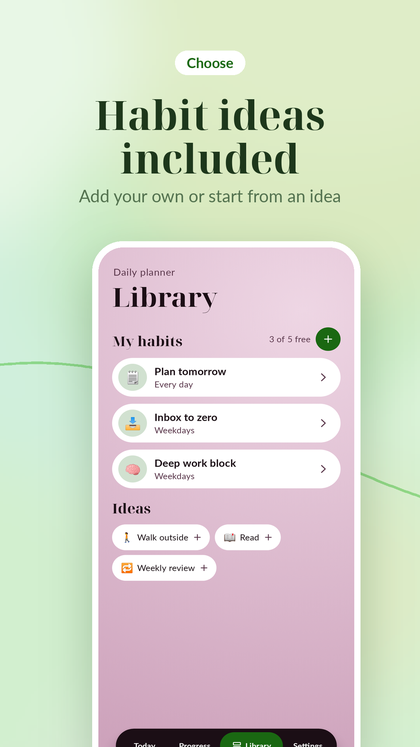 Choose
Habit ideas
included
Add your own or start from an idea
Daily planner
Library
My habits
3 of 5 free
Plan tomorrow
Every day
Inbox to zero
Weekdays
Deep work block
Weekdays
Ideas
Walk outside
Read
Weekly review
Today Progress Library Settings